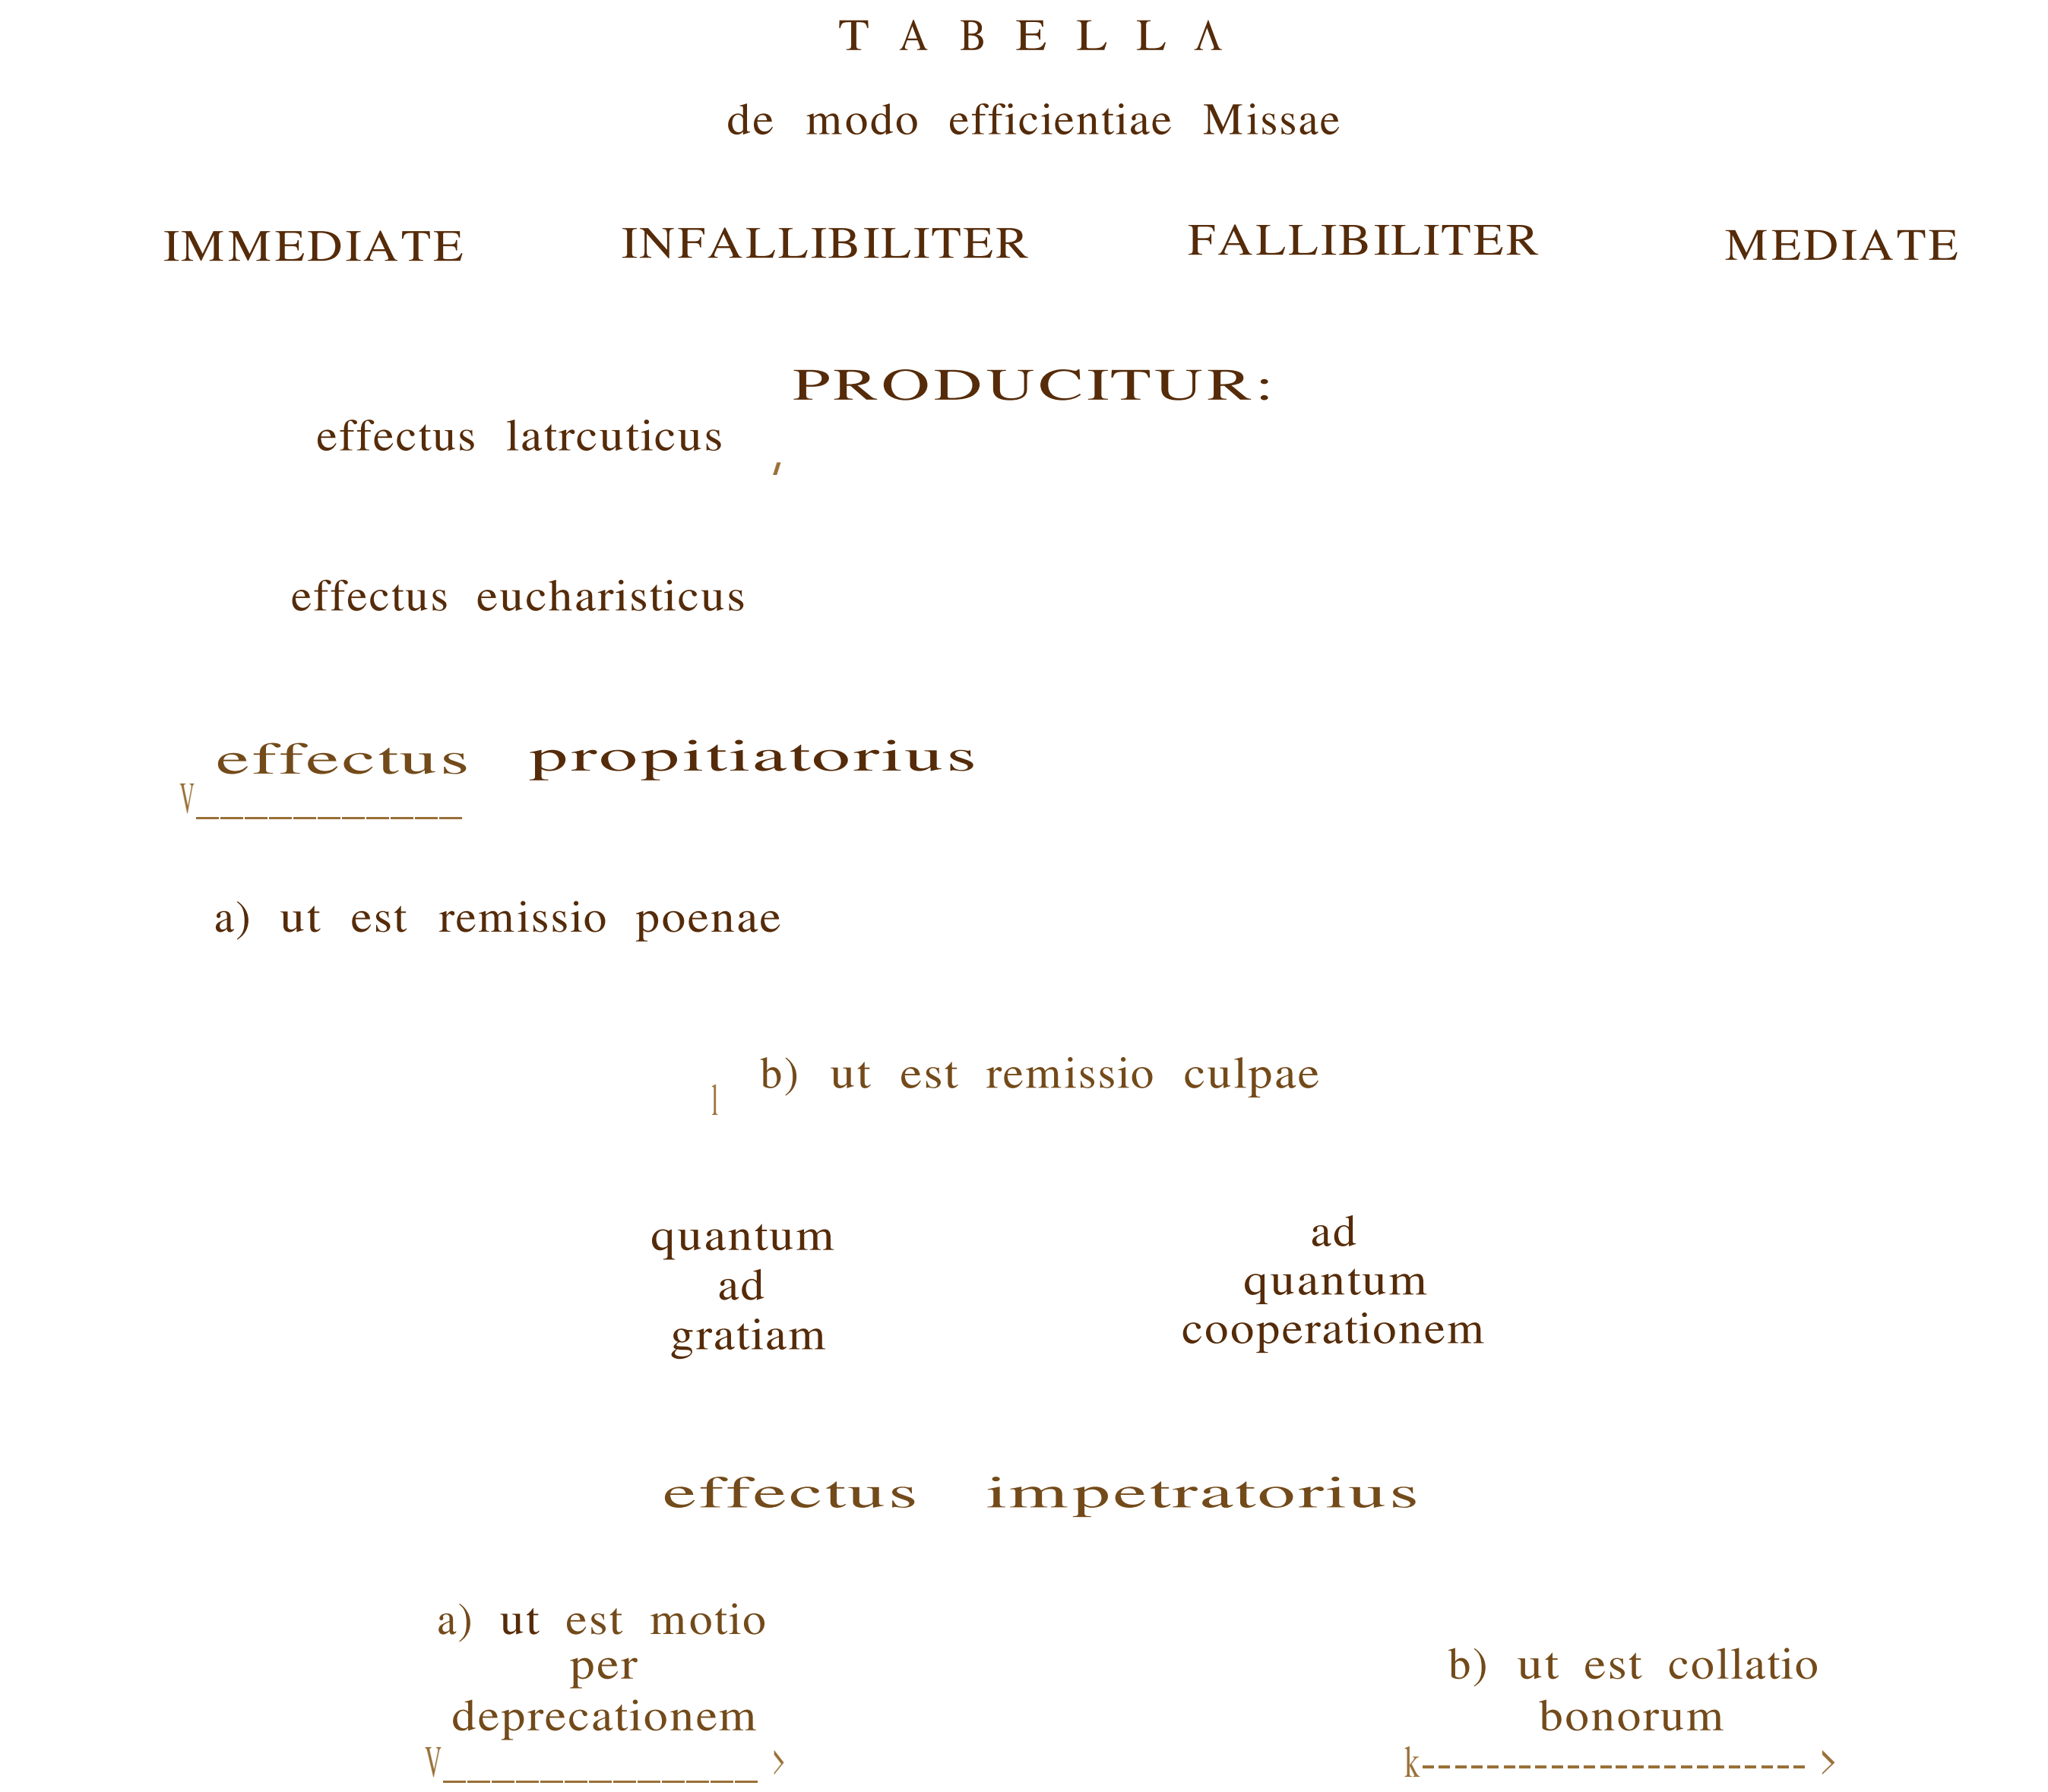 T A B E L L Λ
de modo efficientiae Missae
IMMEDIATE INFALLIBILITER FALLIBILITER MEDIATE
PRODUCITUR:
effectus latrcuticus
effectus eucharisticus
effectus propitiatorius
V___________
a) ut est remissio poenae
b) ut est remissio culpae
l
quantum ad
ad quantum
gratiam cooperationem
effectus impetratorius
a) ut est motio
per b) ut est collatio
deprecationem bonorum
V_____________> k------------------------>